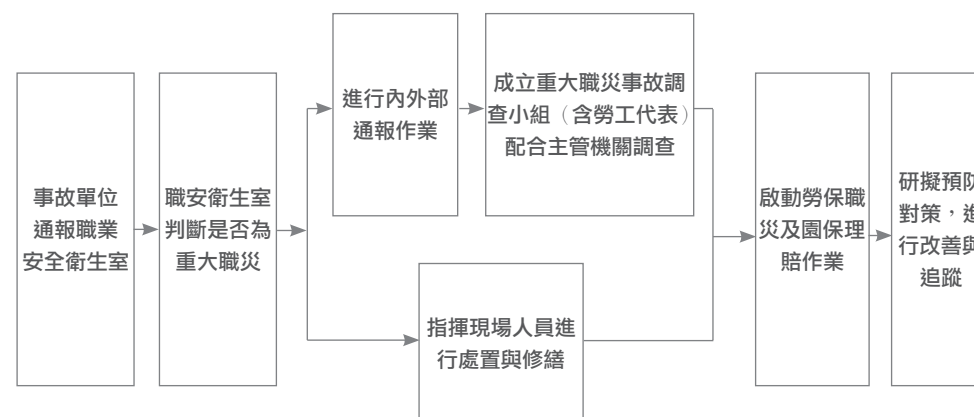 事故單位
通報職業
安全衛生室
職安衛生室
判斷是否為
重大職災
進行內外部
通報作業
成立重大職災事故調
查小組（含勞工代表）
配合主管機關調查
指揮現場人員進
行處置與修繕
啟動勞保職
災及園保理
賠作業
研擬預防
對策，進
行改善與
追蹤